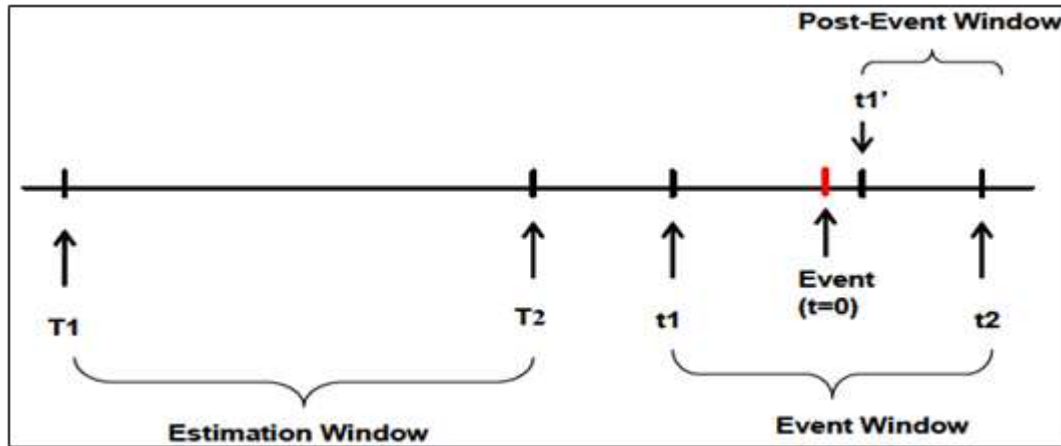 Post-Event Window
t1’
T1
T2
t1
Event
(t=0)
t2
Estimation Window
Event Window